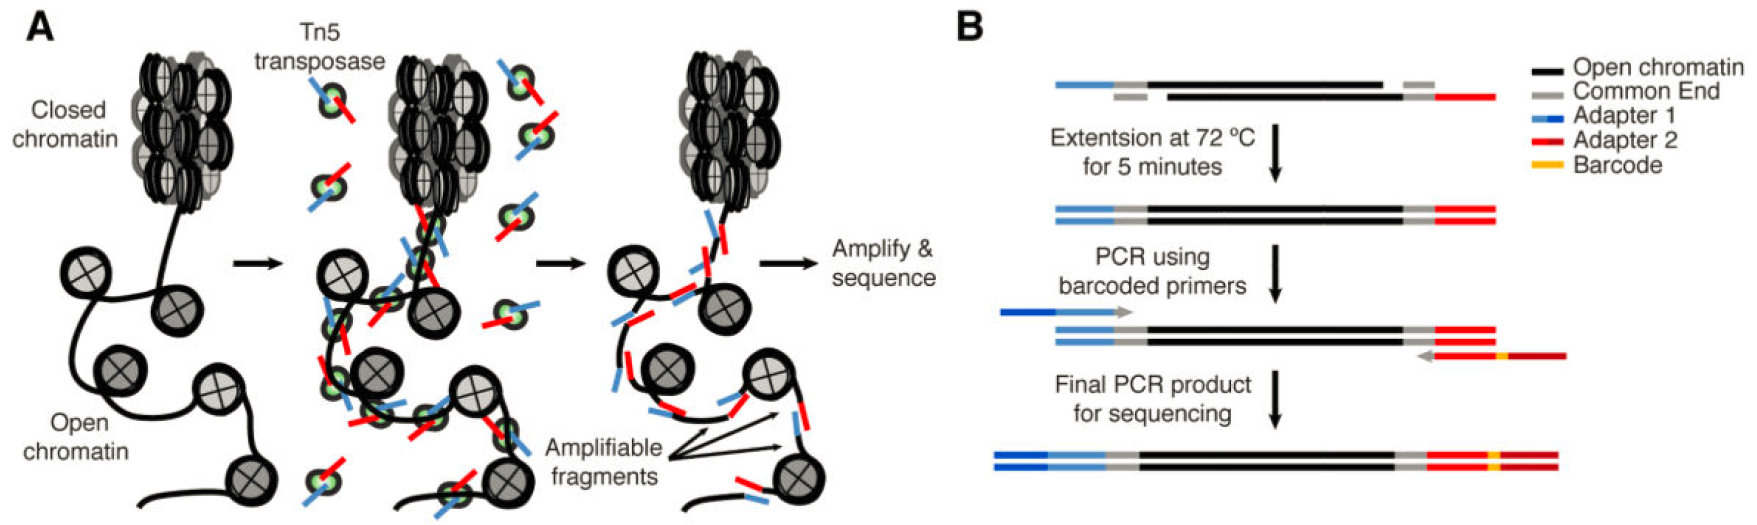 A
Tn5
transposase
Closed
chromatin
Open
chromatin
Amplifiable
fragments
Amplify &
sequence
B
Open chromatin
Common End
Adapter 1
Adapter 2
Barcode
Extentsion at 72 ºC
for 5 minutes
PCR using
barcoded primers
Final PCR product
for sequencing